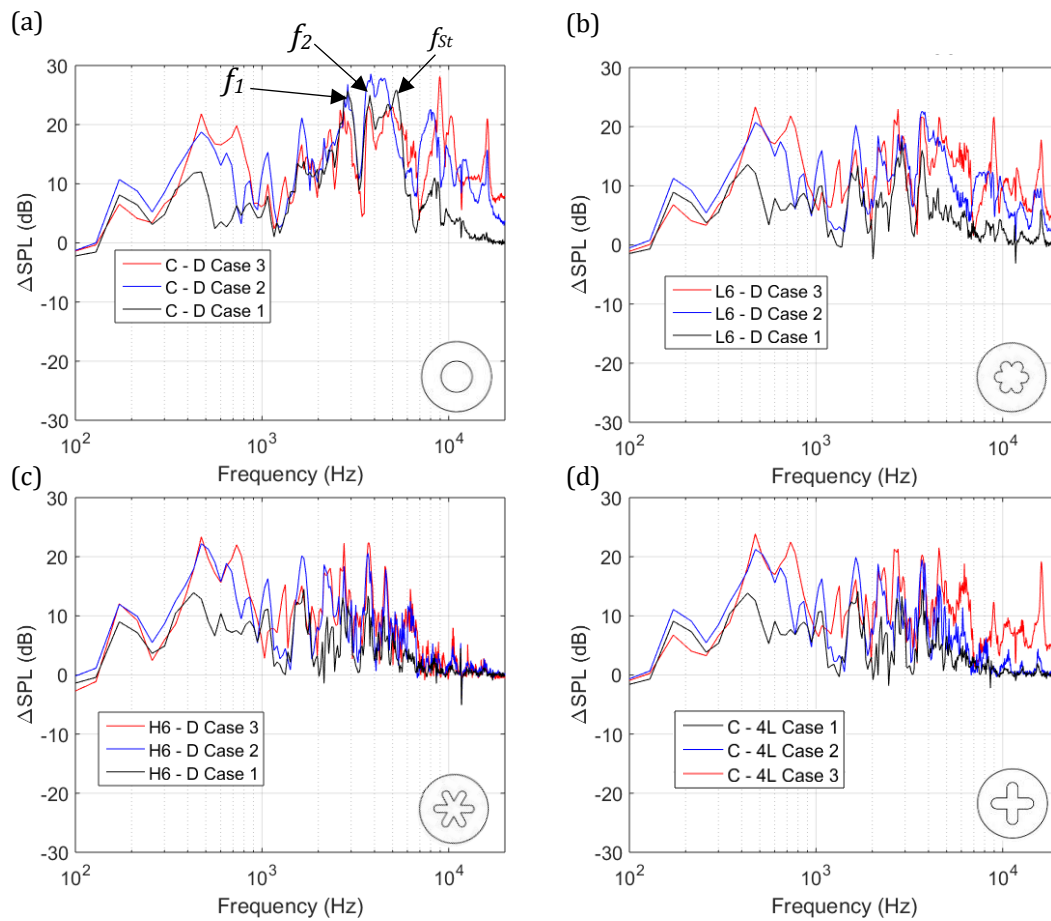 (a)
f1
f2
fSt
30
20
10
0
-10
-20
-30
ΔSPL (dB)
C - D Case 3
C - D Case 2
C - D Case 1
10^2
10^3
10^4
Frequency (Hz)
(b)
30
20
10
0
-10
-20
-30
ΔSPL (dB)
L6 - D Case 3
L6 - D Case 2
L6 - D Case 1
10^2
10^3
10^4
Frequency (Hz)
(c)
30
20
10
0
-10
-20
-30
ΔSPL (dB)
H6 - D Case 3
H6 - D Case 2
H6 - D Case 1
10^2
10^3
10^4
Frequency (Hz)
(d)
30
20
10
0
-10
-20
-30
ΔSPL (dB)
C - 4L Case 1
C - 4L Case 2
C - 4L Case 3
10^2
10^3
10^4
Frequency (Hz)